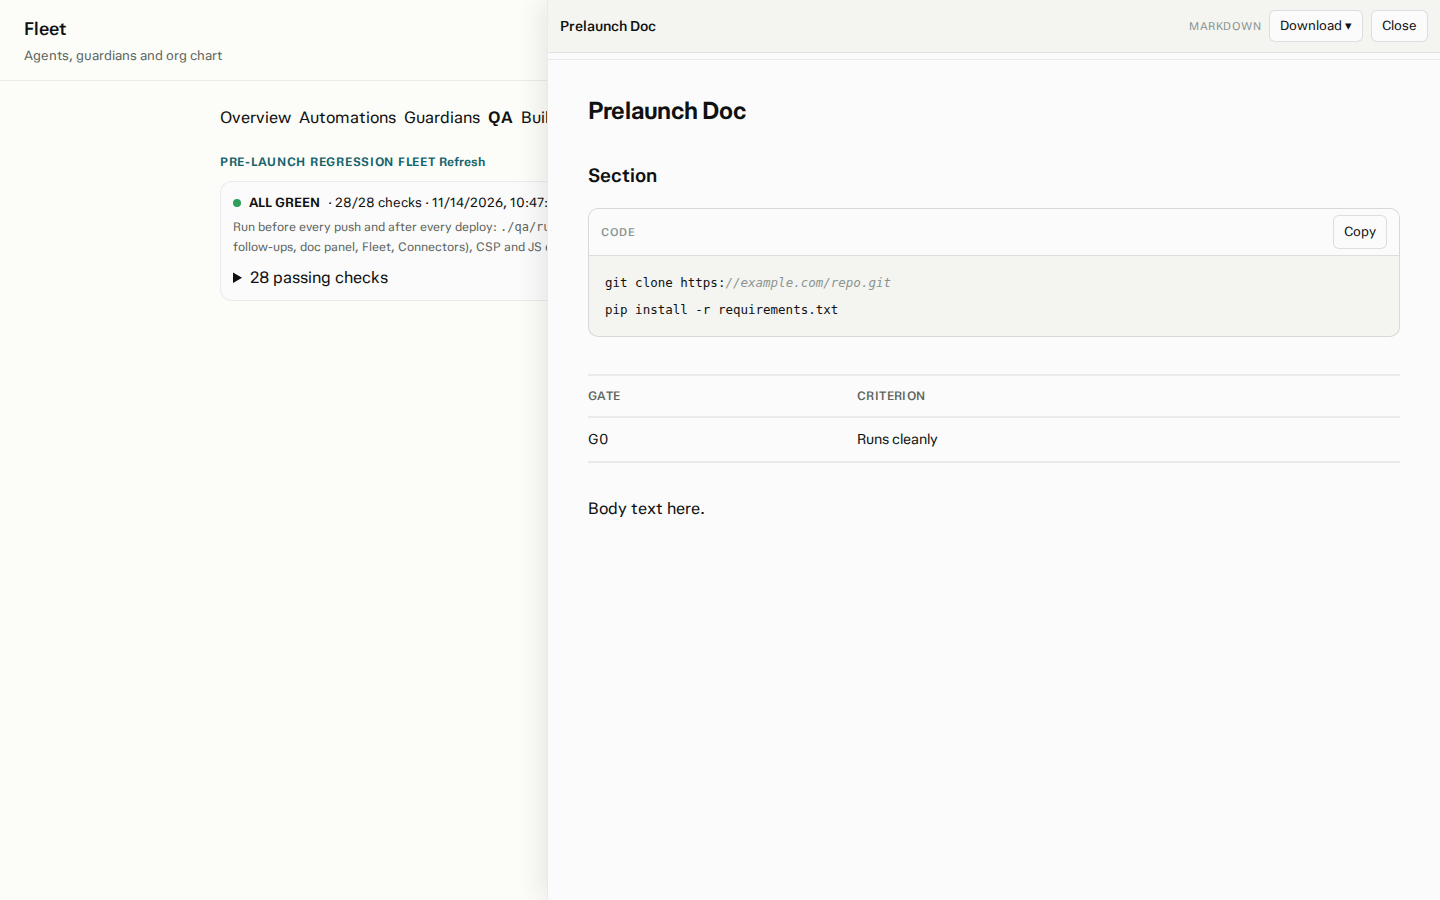 Fleet
Agents, guardians and org chart
Overview Automations Guardians QA
PRE-LAUNCH REGRESSION FLEET Refresh
ALL GREEN · 28/28 checks · 11/14/2026, 10:47:
Run before every push and after every deploy:
follow-ups, doc panel, Fleet, Connectors), CSP and JS
28 passing checks
Prelaunch Doc
MARKDOWN Download ▾ Close
Prelaunch Doc
Section
CODE Copy
git clone https://example.com/repo.git
pip install -r requirements.txt
GATE CRITERION
G0 Runs cleanly
Body text here.